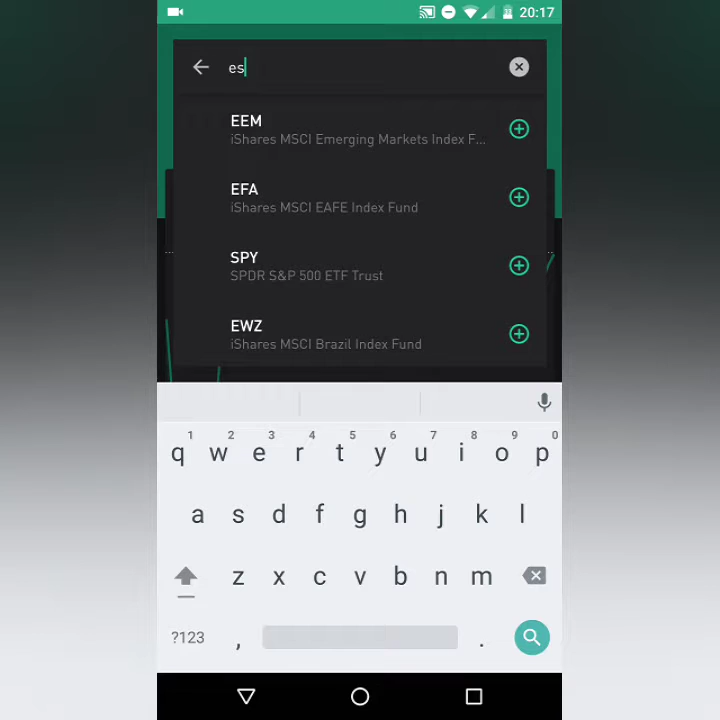 20:17
es
EEM
iShares MSCI Emerging Markets Index F...
EFA
iShares MSCI EAFE Index Fund
SPY
SPDR S&P 500 ETF Trust
EWZ
iShares MSCI Brazil Index Fund
1 2 3 4 5 6 7 8 9 0
q w e r t y u i o p
a s d f g h j k l
z x c v b n m
?123 , .